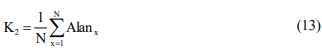 K₂ = 1/N ∑_{x=1}^{N} Alan_x (13)